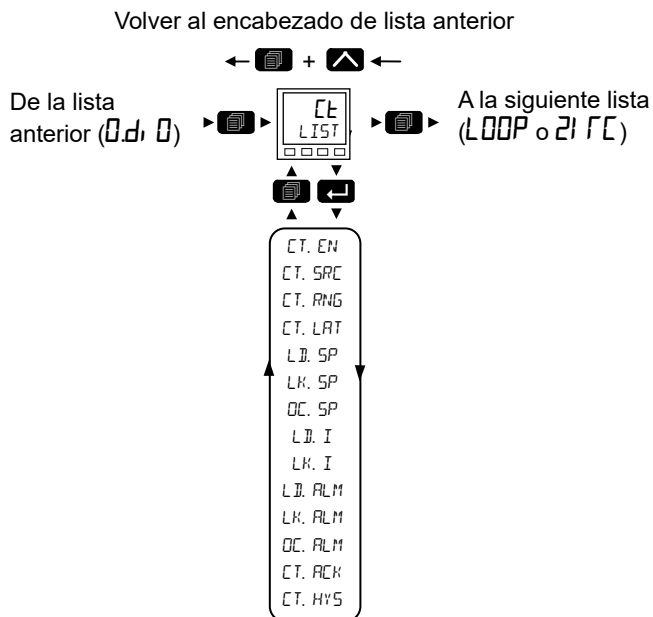 Volver al encabezado de lista anterior
+
De la lista
anterior (O.di O)
Ct
LIST
A la siguiente lista
(LOOP o ZIrC)
CT. EN
CT. SRC
CT. RNG
CT. LAT
LD. SP
LK. SP
OC. SP
LD. I
LK. I
LD. ALM
LK. ALM
OC. ALM
CT. ACK
CT. HYS